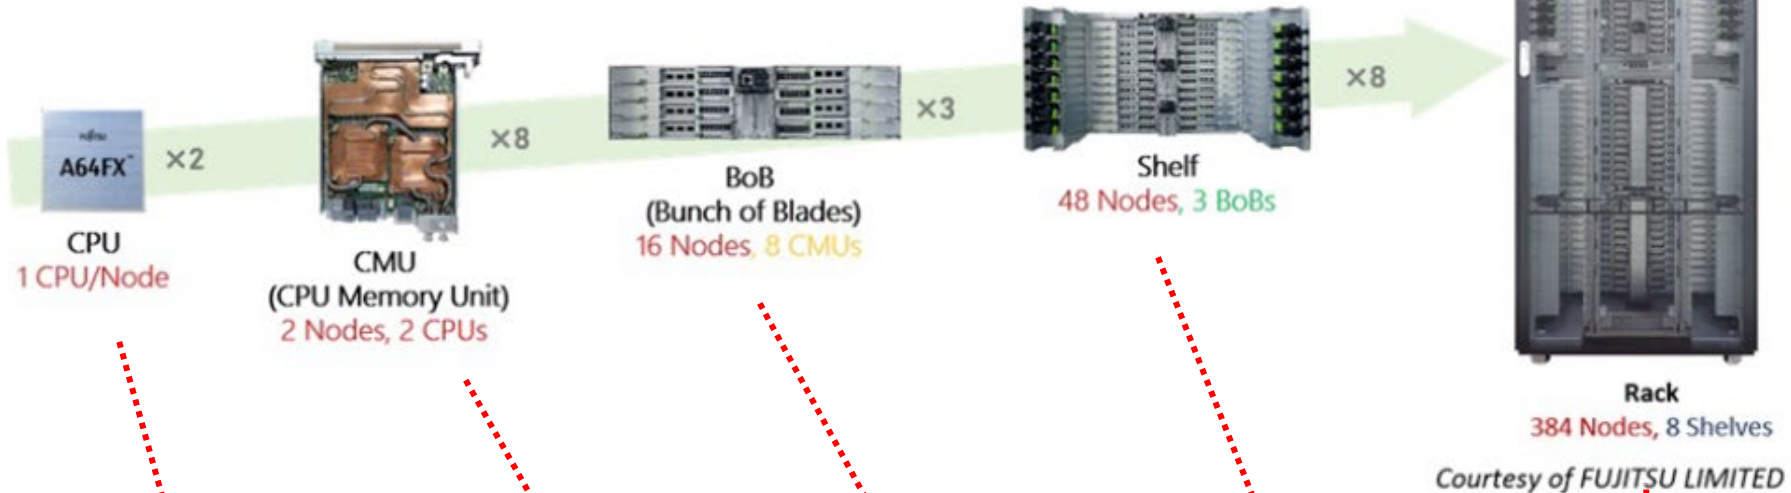 FUJITSU
A64FX™
×2
CPU
1 CPU/Node
×8
CMU
(CPU Memory Unit)
2 Nodes, 2 CPUs
BoB
(Bunch of Blades)
16 Nodes, 8 CMUs
×3
Shelf
48 Nodes, 3 BoBs
×8
Rack
384 Nodes, 8 Shelves
Courtesy of FUJITSU LIMITED